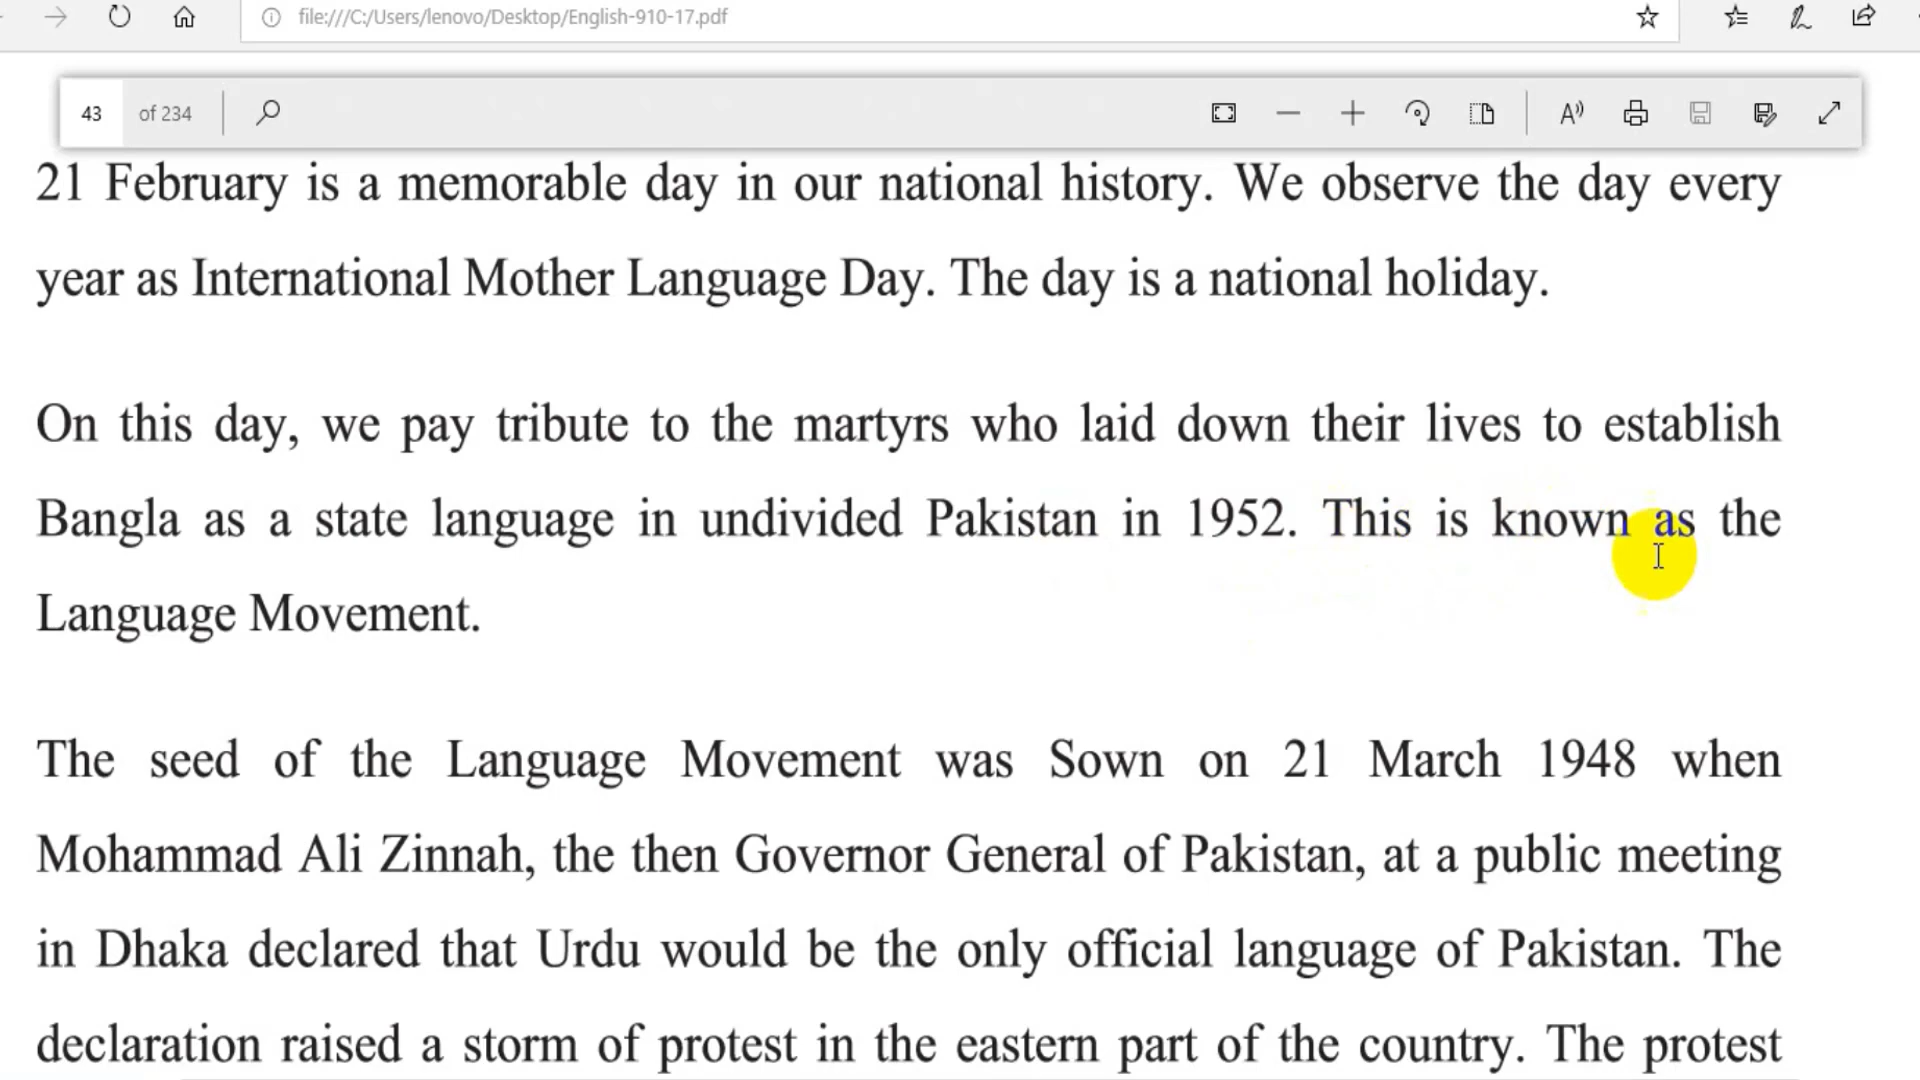 file:///C:/Users/lenovo/Desktop/English-910-17.pdf
43 of 234
21 February is a memorable day in our national history. We observe the day every
year as International Mother Language Day. The day is a national holiday.
On this day, we pay tribute to the martyrs who laid down their lives to establish
Bangla as a state language in undivided Pakistan in 1952. This is known as the
Language Movement.
The seed of the Language Movement was Sown on 21 March 1948 when
Mohammad Ali Zinnah, the then Governor General of Pakistan, at a public meeting
in Dhaka declared that Urdu would be the only official language of Pakistan. The
declaration raised a storm of protest in the eastern part of the country. The protest